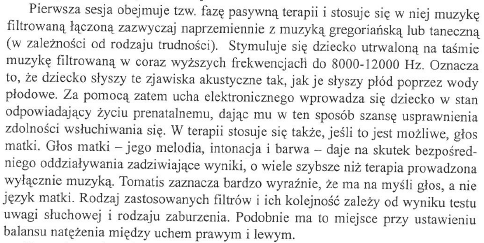 Pierwsza sesja obejmuje tzw. fazę pasywną terapii i stosuje się w niej muzykę
filtrowaną łączoną zazwyczaj naprzemiennie z muzyką gregoriańską lub taneczną
(w zależności od rodzaju trudności). Stymuluje się dziecko utrwaloną na taśmie
muzykę filtrowaną w coraz wyższych frekwencjach do 8000-12000 Hz. Oznacza
to, że dziecko słyszy te zjawiska akustyczne tak, jak je słyszy płód poprzez wody
płodowe. Za pomocą zatem ucha elektronicznego wprowadza się dziecko w stan
odpowiadający życiu prenatalnemu, dając mu w ten sposób szansę usprawnienia
zdolności wsłuchiwania się. W terapii stosuje się także, jeśli to jest możliwe, głos
matki. Głos matki – jego melodia, intonacja i barwa – daje na skutek bezpośred-
niego oddziaływania zadziwiające wyniki, o wiele szybsze niż terapia prowadzona
wyłącznie muzyką. Tomatis zaznacza bardzo wyraźnie, że ma na myśli głos, a nie
język matki. Rodzaj zastosowanych filtrów i ich kolejność zależy od wyniku testu
uwagi słuchowej i rodzaju zaburzenia. Podobnie ma to miejsce przy ustawieniu
balansu natężenia między uchem prawym i lewym.